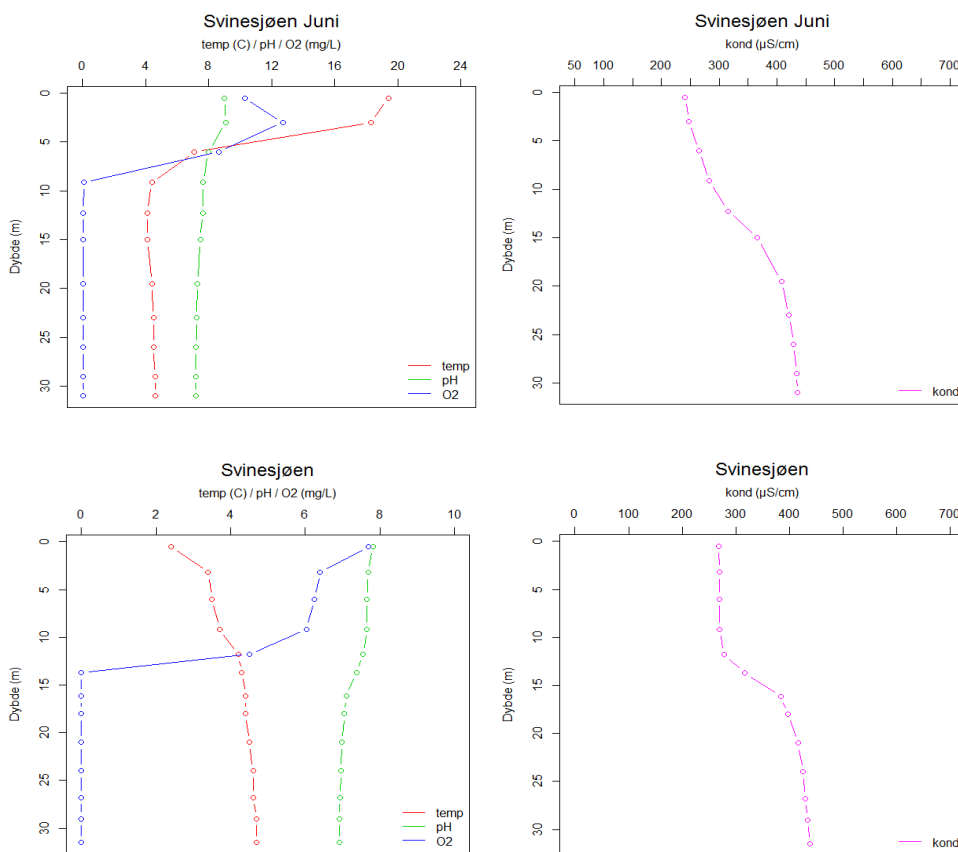 Svinesjøen Juni
temp (C) / pH / O2 (mg/L)
0 4 8 12 16 20 24
Dybde (m)
0
5
10
15
20
25
30
temp
pH
O2
Svinesjøen Juni
kond (µS/cm)
50 100 200 300 400 500 600 700
Dybde (m)
0
5
10
15
20
25
30
kond
Svinesjøen
temp (C) / pH / O2 (mg/L)
0 2 4 6 8 10
Dybde (m)
0
5
10
15
20
25
30
temp
pH
O2
Svinesjøen
kond (µS/cm)
0 100 200 300 400 500 600 700
Dybde (m)
0
5
10
15
20
25
30
kond